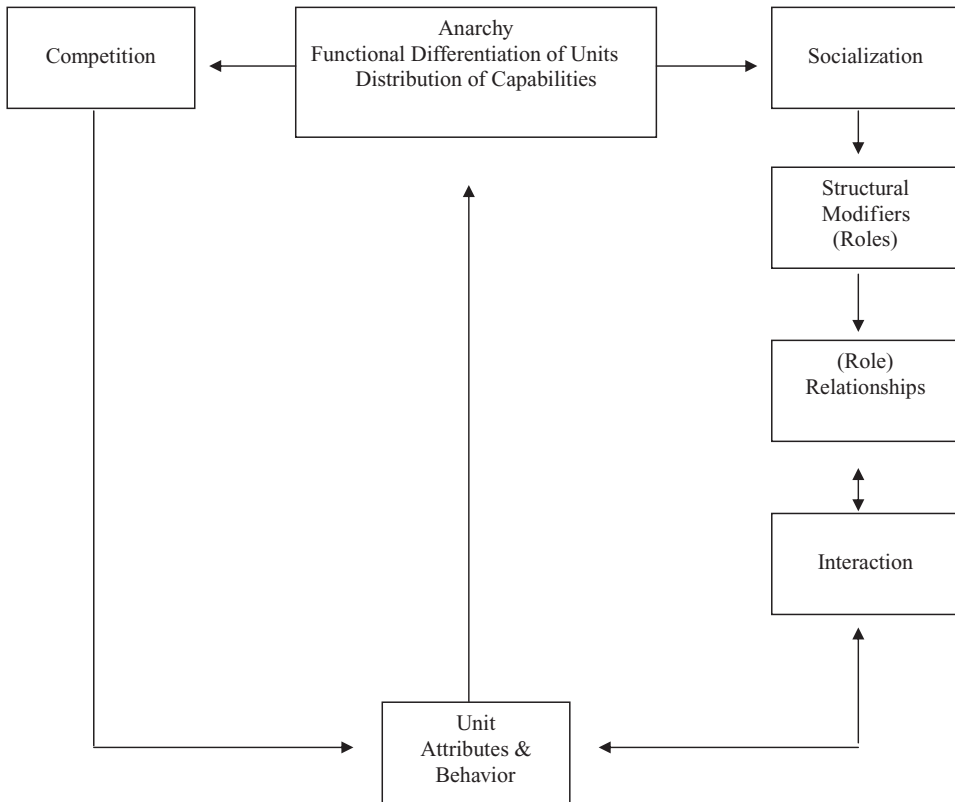 Competition
Anarchy
Functional Differentiation of Units
Distribution of Capabilities
Socialization
Structural
Modifiers
(Roles)
(Role)
Relationships
Interaction
Unit
Attributes &
Behavior